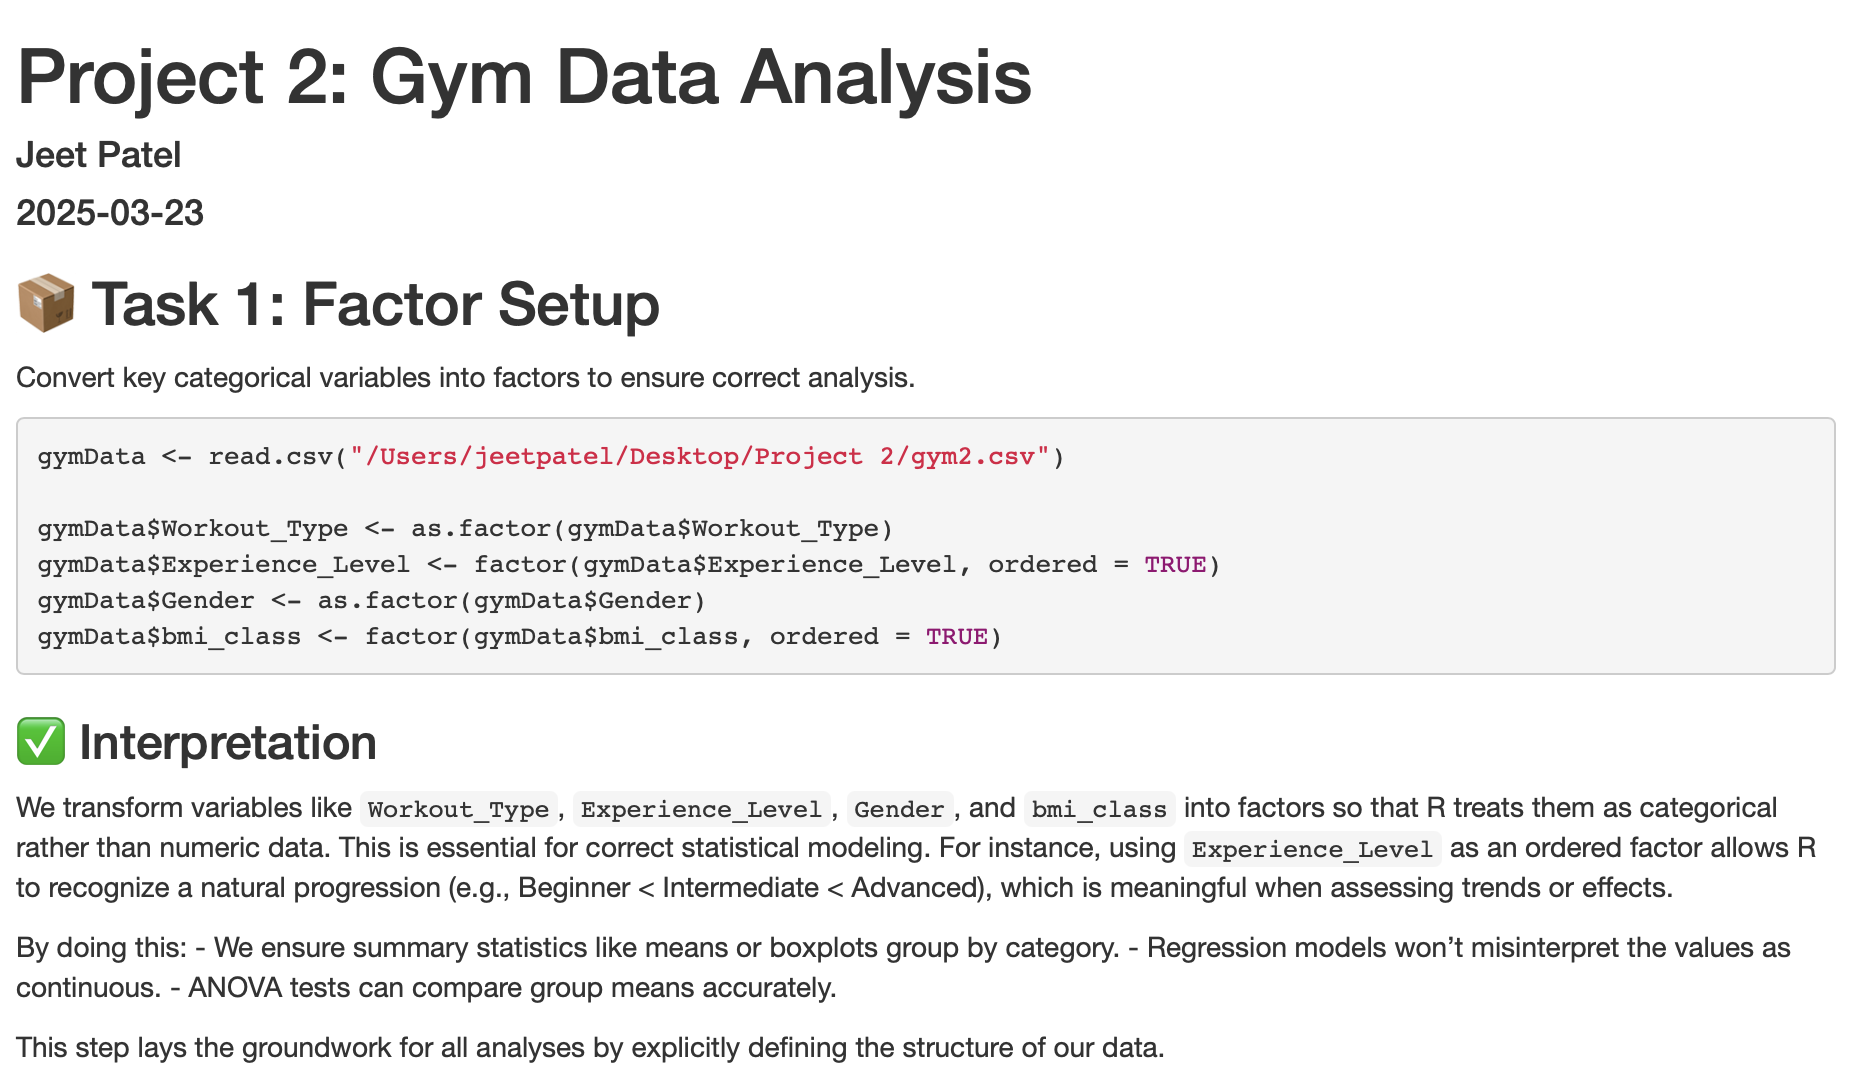 Project 2: Gym Data Analysis
Jeet Patel
2025-03-23
📦 Task 1: Factor Setup
Convert key categorical variables into factors to ensure correct analysis.
gymData <- read.csv("/Users/jeetpatel/Desktop/Project 2/gym2.csv")
gymData$Workout_Type <- as.factor(gymData$Workout_Type)
gymData$Experience_Level <- factor(gymData$Experience_Level, ordered = TRUE)
gymData$Gender <- as.factor(gymData$Gender)
gymData$bmi_class <- factor(gymData$bmi_class, ordered = TRUE)
✅ Interpretation
We transform variables like Workout_Type, Experience_Level, Gender, and bmi_class into factors so that R treats them as categorical
rather than numeric data. This is essential for correct statistical modeling. For instance, using Experience_Level as an ordered factor allows R
to recognize a natural progression (e.g., Beginner < Intermediate < Advanced), which is meaningful when assessing trends or effects.
By doing this: - We ensure summary statistics like means or boxplots group by category. - Regression models won’t misinterpret the values as
continuous. - ANOVA tests can compare group means accurately.
This step lays the groundwork for all analyses by explicitly defining the structure of our data.